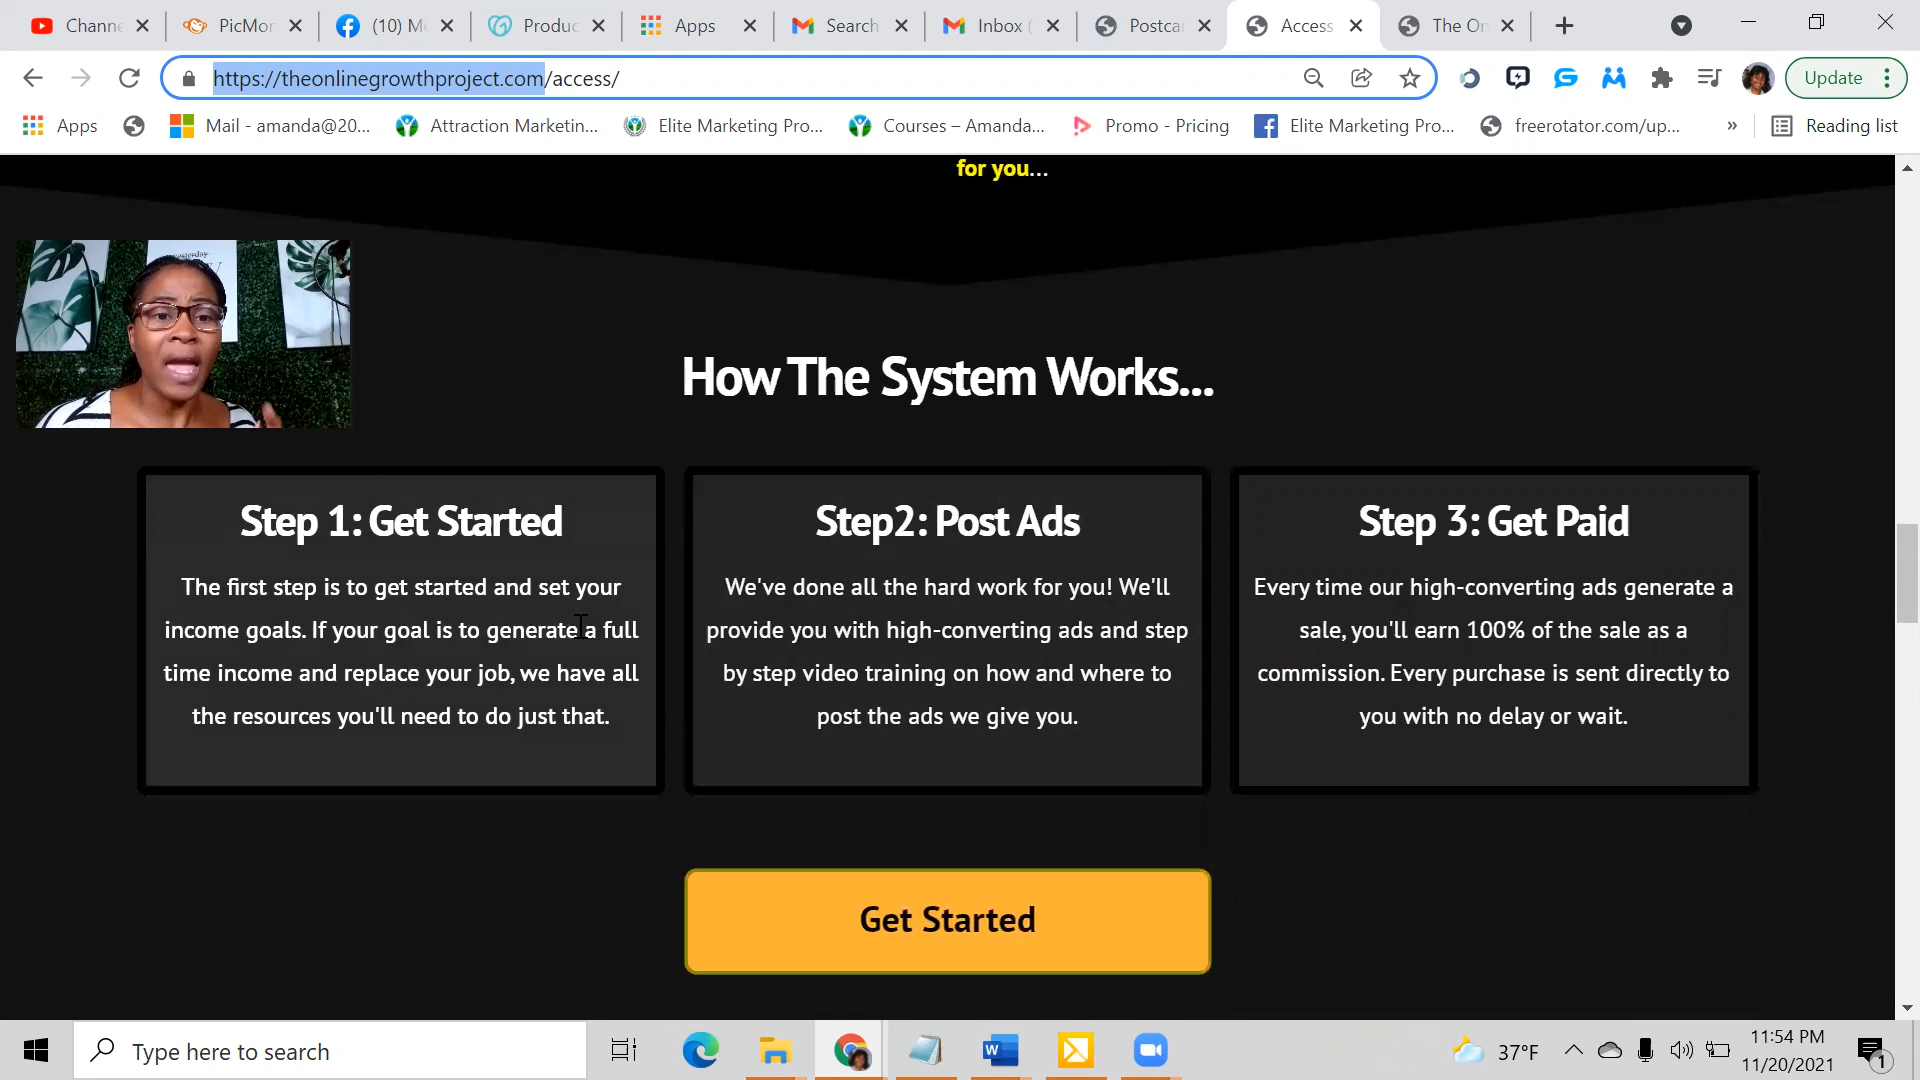 Channe
PicMon
(10) Me
Produc
Apps
Search
Inbox (
Postca
Access
The On
https://theonlinegrowthproject.com/access/
Update
Apps
Mail - amanda@20...
Attraction Marketin...
Elite Marketing Pro...
Courses – Amanda...
Promo - Pricing
Elite Marketing Pro...
freerotator.com/up...
»
Reading list
for you...
yesterday
How The System Works...
Step 1: Get Started
The first step is to get started and set your
income goals. If your goal is to generate a full
time income and replace your job, we have all
the resources you'll need to do just that.
Step2: Post Ads
We've done all the hard work for you! We'll
provide you with high-converting ads and step
by step video training on how and where to
post the ads we give you.
Step 3: Get Paid
Every time our high-converting ads generate a
sale, you'll earn 100% of the sale as a
commission. Every purchase is sent directly to
you with no delay or wait.
Get Started
Type here to search
37°F
11:54 PM
11/20/2021
1